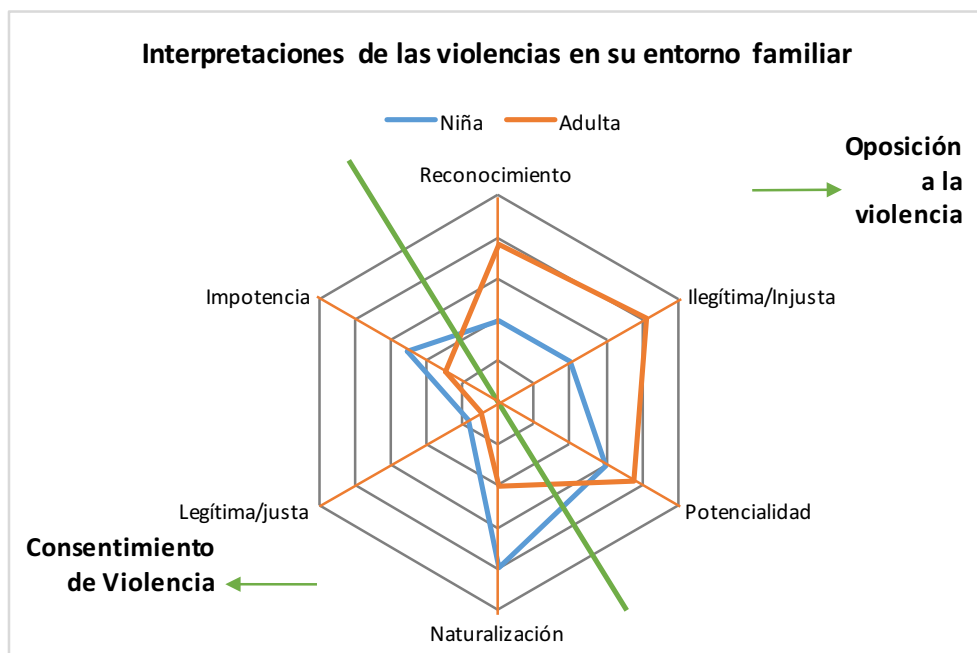 Interpretaciones de las violencias en su entorno familiar
Niña
Adulta
Oposición
a la
violencia
Reconocimiento
Impotencia
Ilegítima/Injusta
Legítima/justa
Potencialidad
Consentimiento
de Violencia
Naturalización